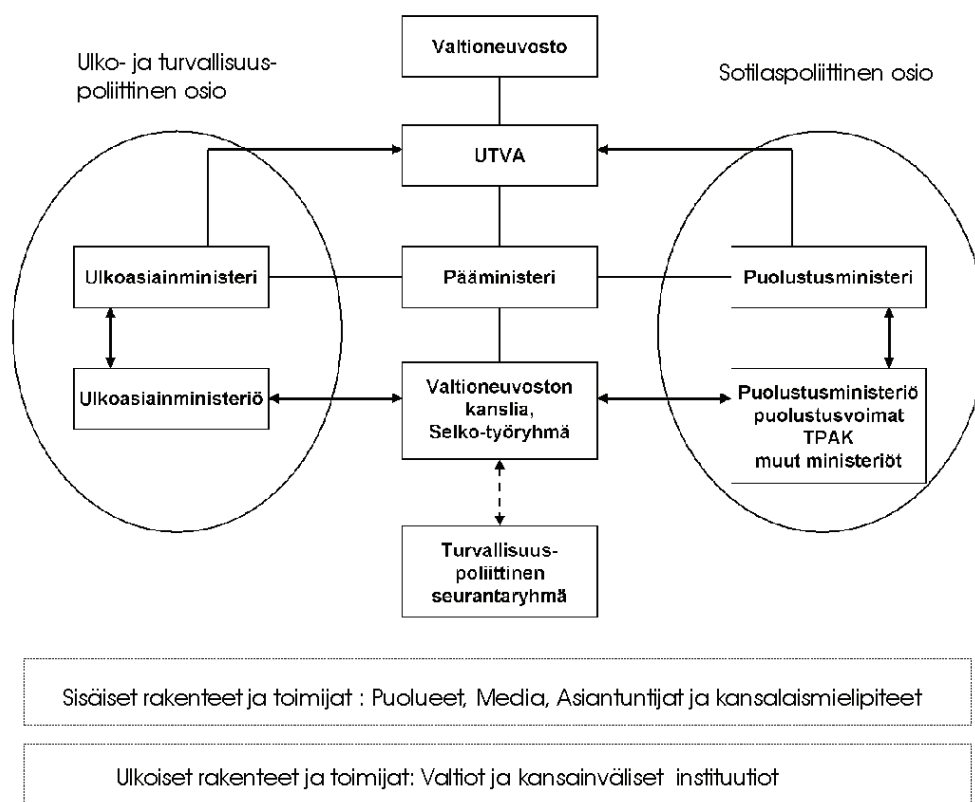 Ulko- ja turvallisuus-
poliittinen osio
Valtioneuvosto
Sotilaspoliittinen osio
UTVA
Ulkoasiainministeri
Pääministeri
Puolustusministeri
Ulkoasiainministeriö
Valtioneuvoston
kanslia,
Selko-työryhmä
Puolustusministeriö
puolustusvoimat
TPAK
muut ministeriöt
Turvallisuus-
poliittinen
seurantaryhmä
Sisäiset rakenteet ja toimijat : Puolueet, Media, Asiantuntijat ja kansalaismielipiteet
Ulkoiset rakenteet ja toimijat: Valtiot ja kansainväliset instituutiot